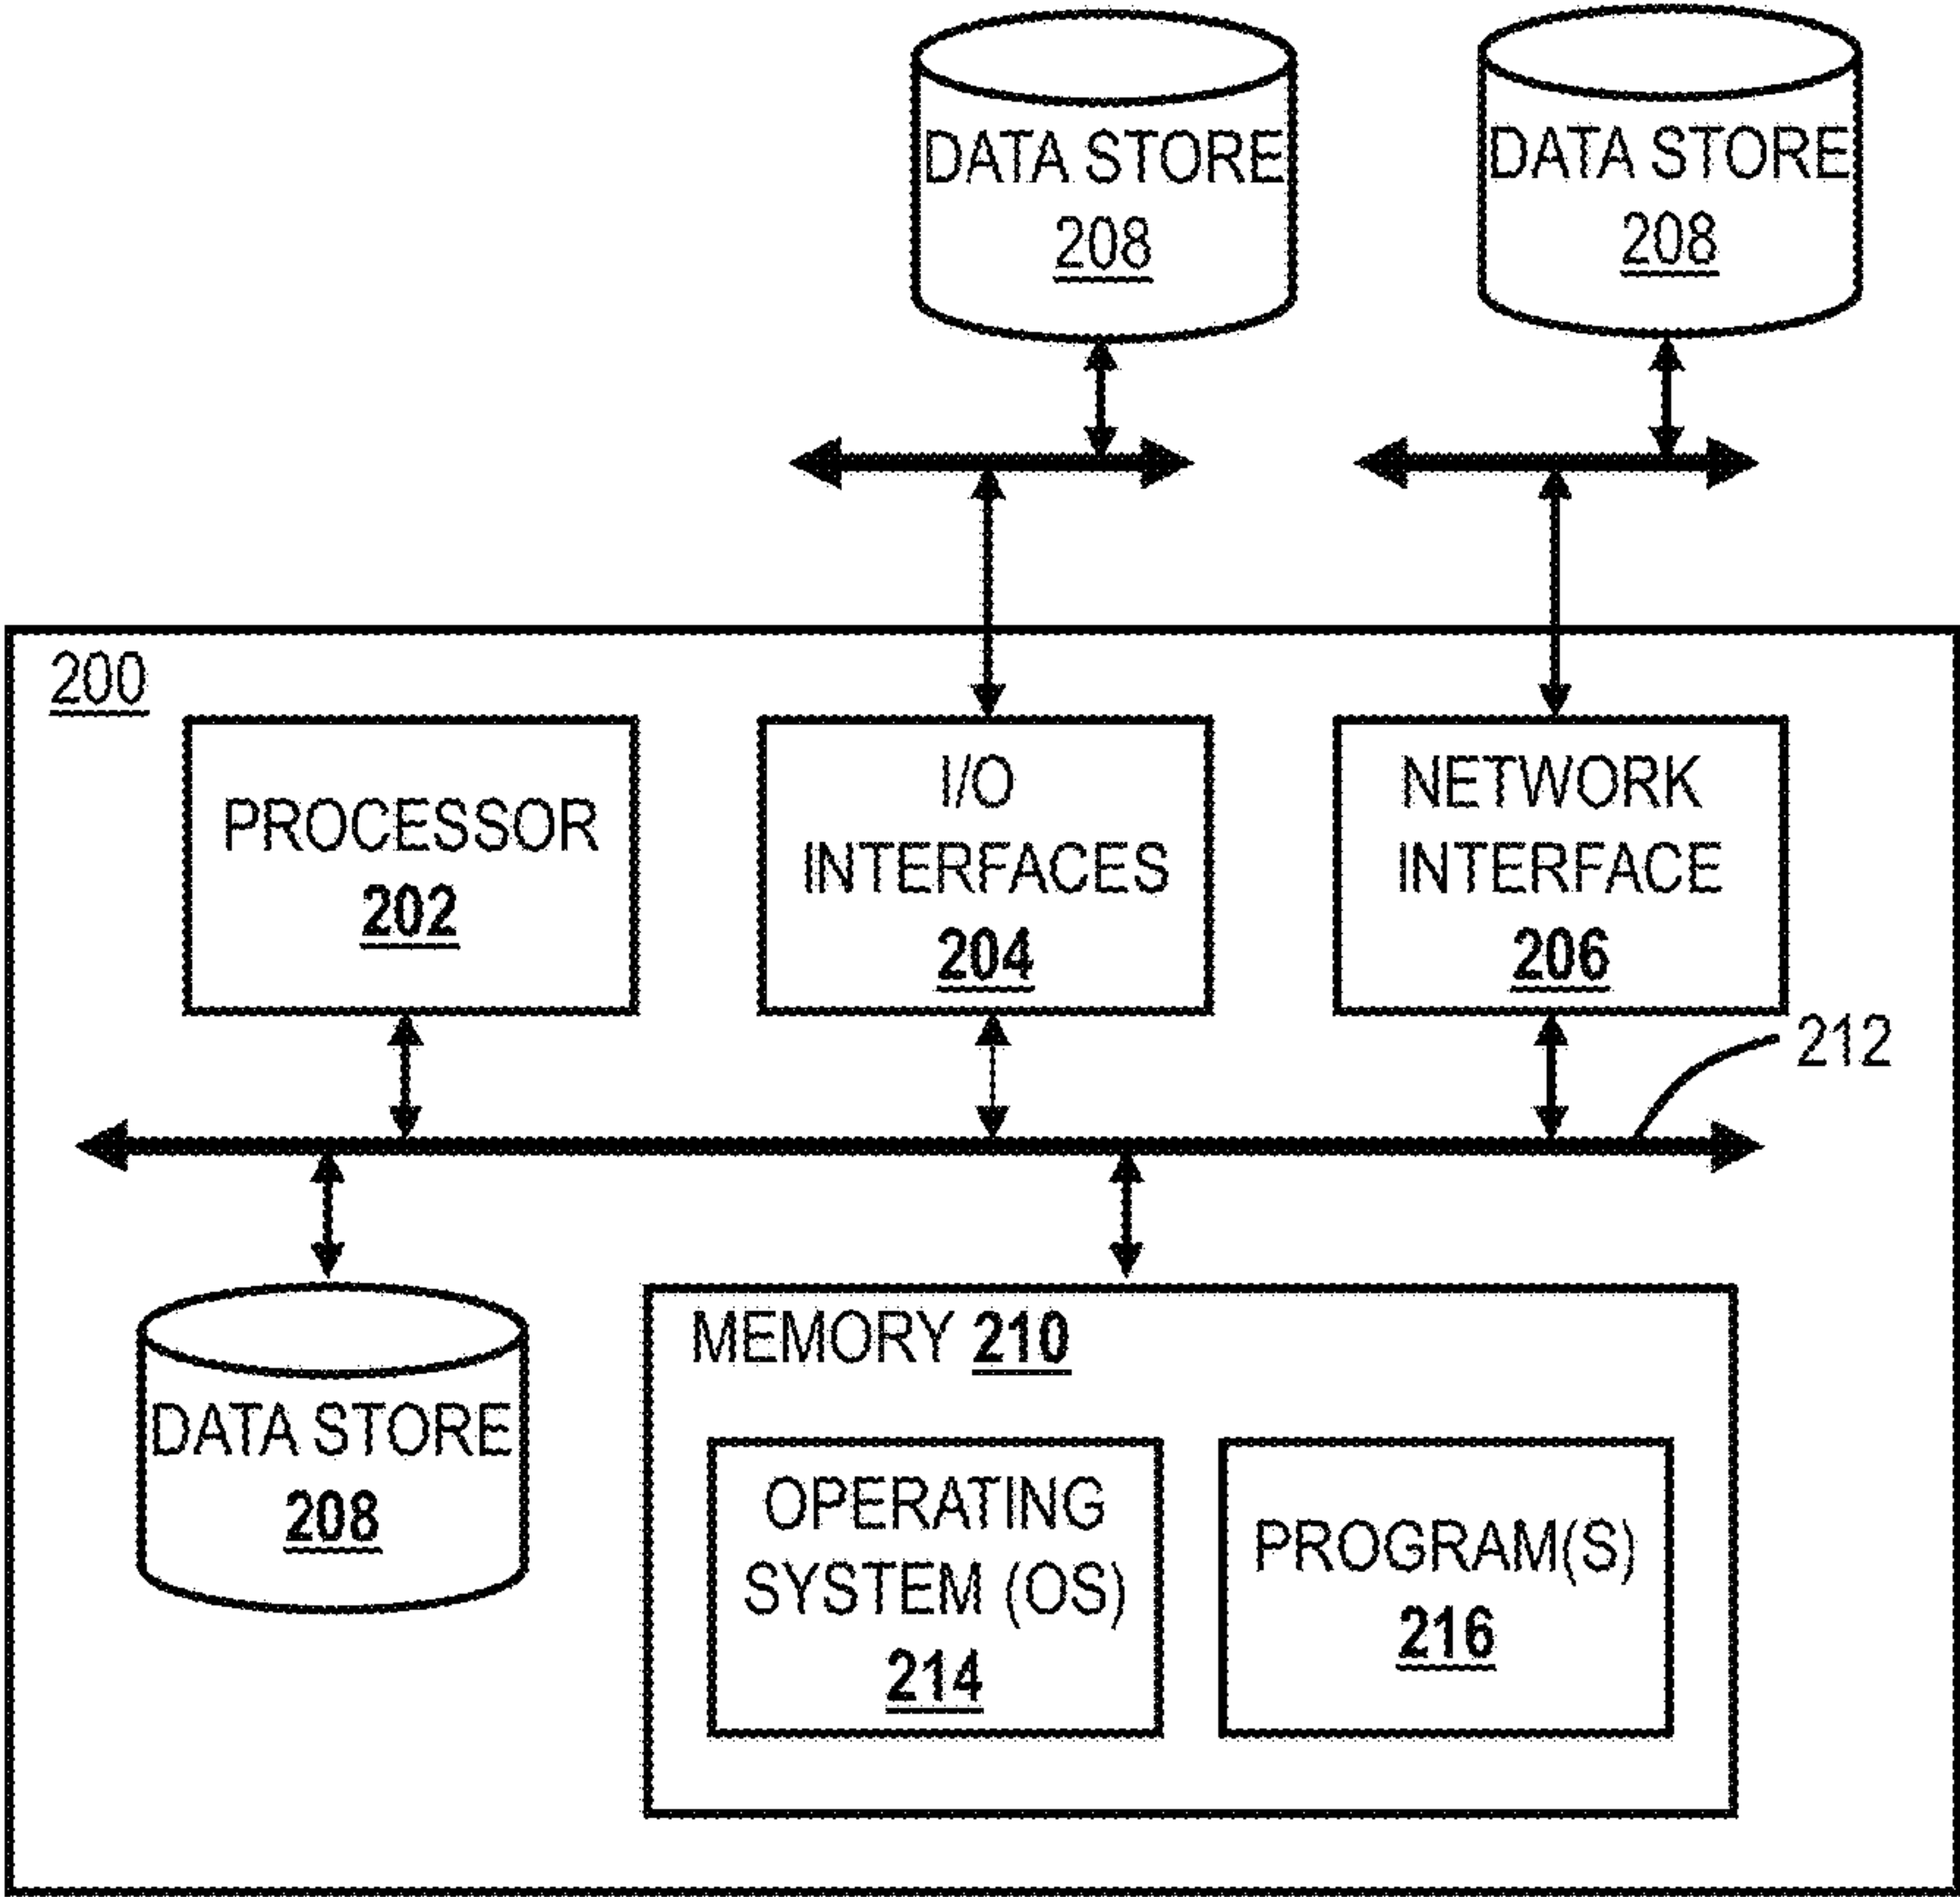 DATA STORE
208
DATA STORE
208
200
PROCESSOR
202
I/O
INTERFACES
204
NETWORK
INTERFACE
206
212
DATA STORE
208
MEMORY 210
OPERATING
SYSTEM (OS)
214
PROGRAM(S)
216